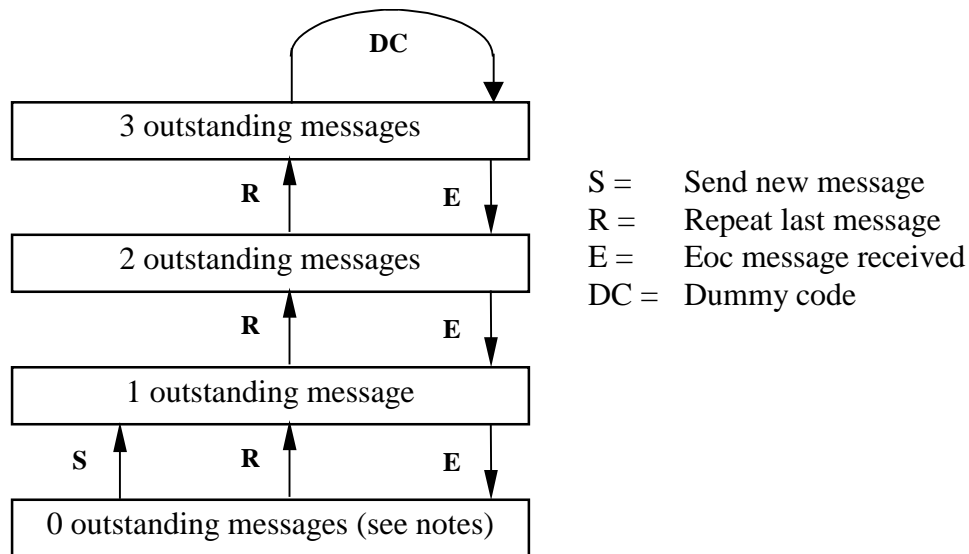 DC
3 outstanding messages
R E
2 outstanding messages
R E
1 outstanding message
S R E
0 outstanding messages (see notes)
S = Send new message
R = Repeat last message
E = Eoc message received
DC = Dummy code